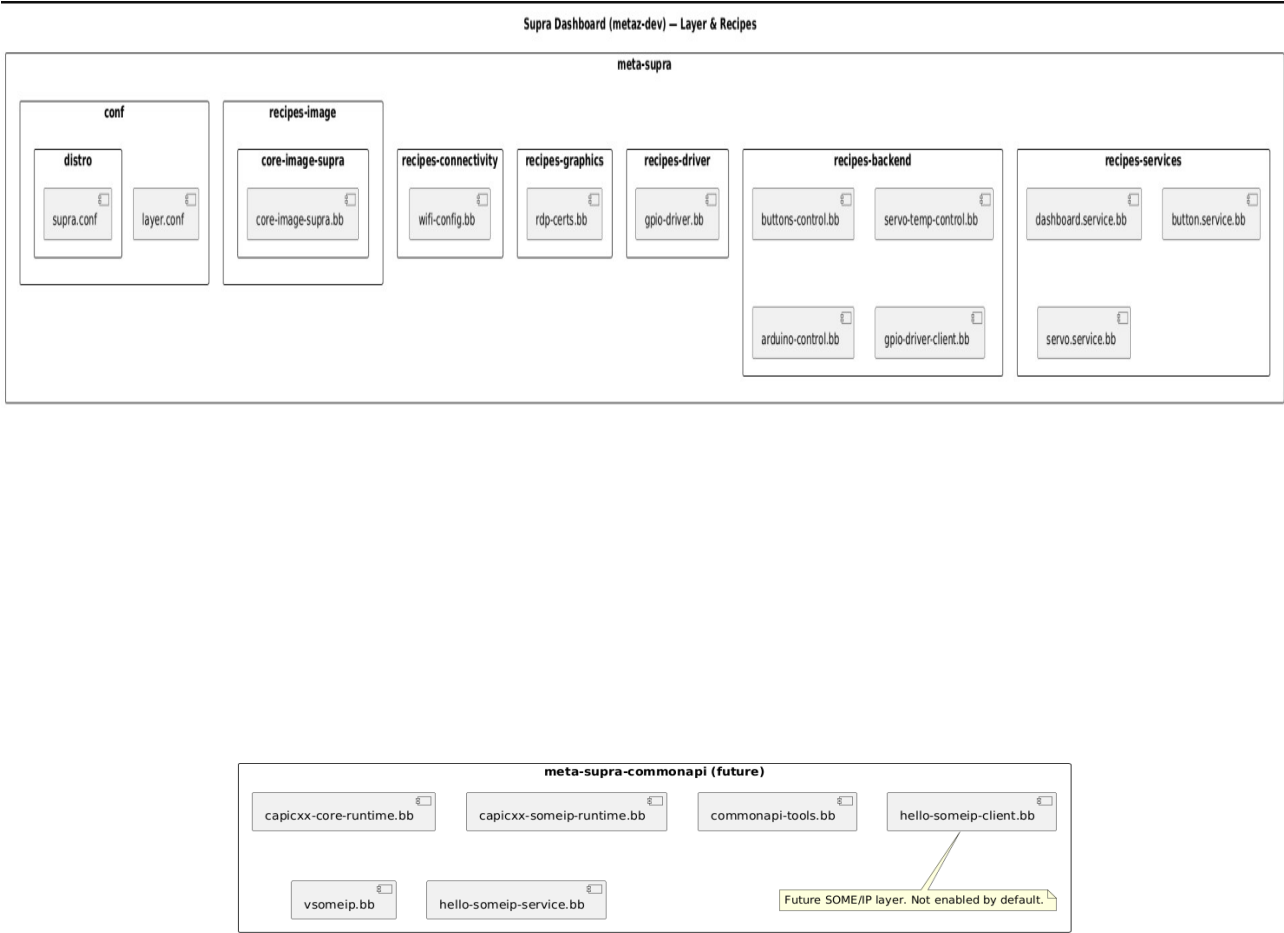 Supra Dashboard (metaz-dev) — Layer & Recipes
meta-supra
conf
recipes-image
distro
core-image-supra
recipes-connectivity
recipes-graphics
recipes-driver
recipes-backend
recipes-services
supra.conf
layer.conf
core-image-supra.bb
wifi-config.bb
rdp-certs.bb
gpio-driver.bb
buttons-control.bb
servo-temp-control.bb
dashboard.service.bb
button.service.bb
arduino-control.bb
gpio-driver-client.bb
servo.service.bb
meta-supra-commonapi (future)
capicxx-core-runtime.bb
capicxx-someip-runtime.bb
commonapi-tools.bb
hello-someip-client.bb
vsomeip.bb
hello-someip-service.bb
Future SOME/IP layer. Not enabled by default.